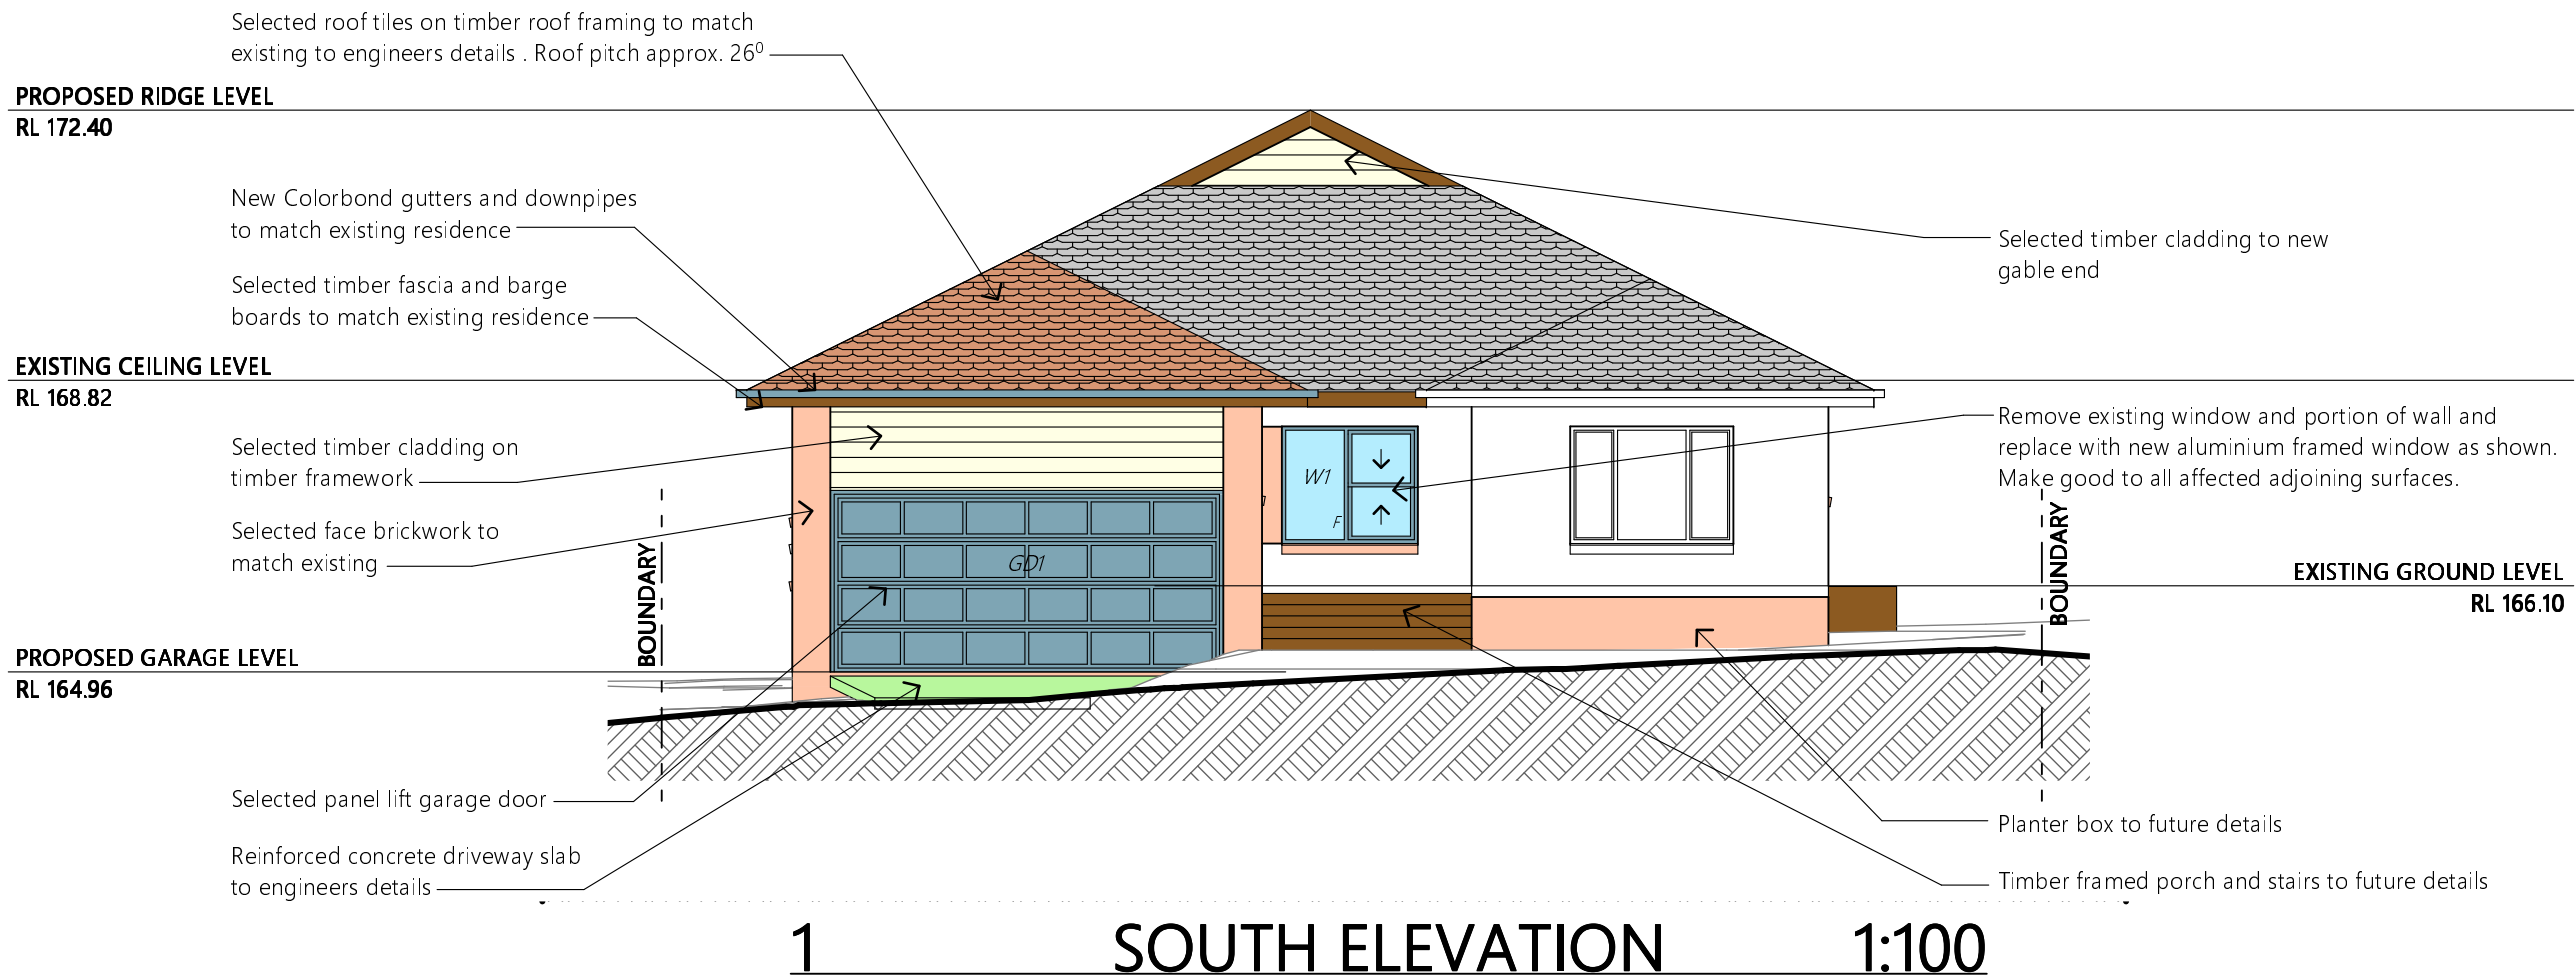 Selected roof tiles on timber roof framing to match
existing to engineers details . Roof pitch approx. 26⁰
PROPOSED RIDGE LEVEL
RL 172.40
New Colorbond gutters and downpipes
to match existing residence
Selected timber cladding to new
gable end
Selected timber fascia and barge
boards to match existing residence
EXISTING CEILING LEVEL
RL 168.82
Remove existing window and portion of wall and
replace with new aluminium framed window as shown.
Make good to all affected adjoining surfaces.
Selected timber cladding on
timber framework
W1
F
Selected face brickwork to
match existing
GD1
BOUNDARY
BOUNDARY
EXISTING GROUND LEVEL
RL 166.10
PROPOSED GARAGE LEVEL
RL 164.96
Selected panel lift garage door
Planter box to future details
Reinforced concrete driveway slab
to engineers details
Timber framed porch and stairs to future details
1 SOUTH ELEVATION 1:100